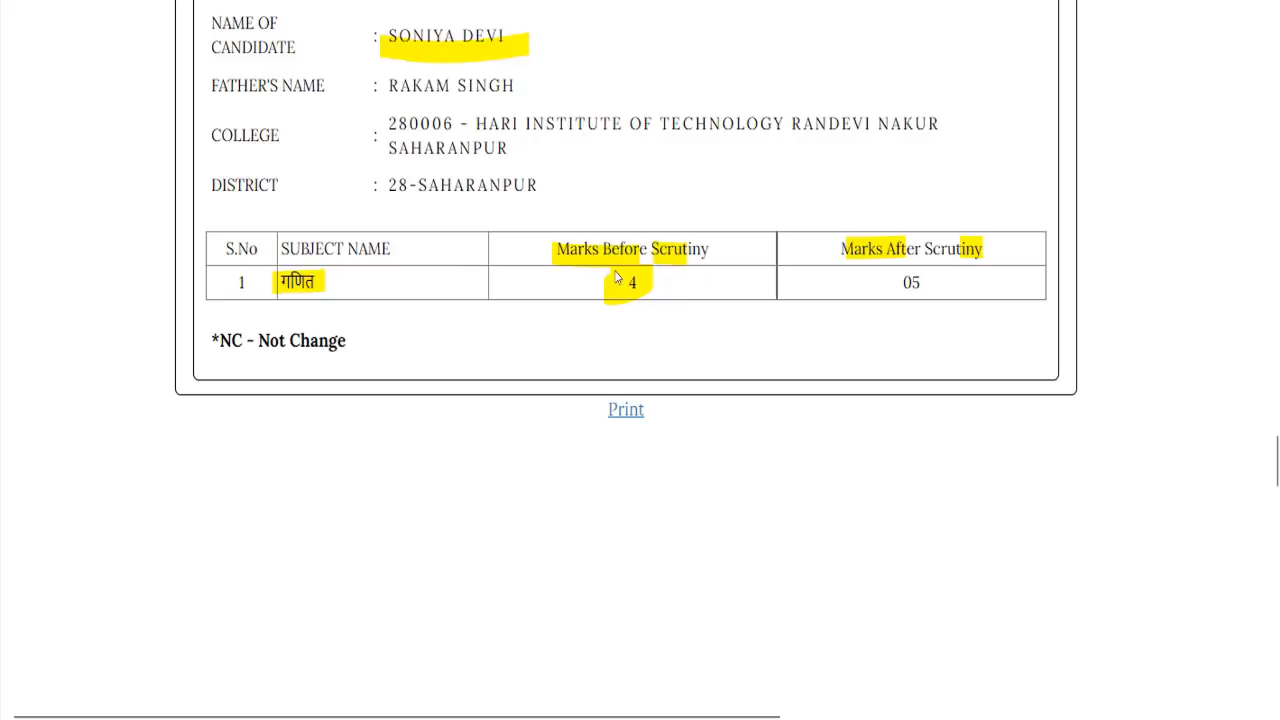 NAME OF
CANDIDATE : SONIYA DEVI
FATHER'S NAME : RAKAM SINGH
COLLEGE : 280006 - HARI INSTITUTE OF TECHNOLOGY RANDEVI NAKUR
SAHARANPUR
DISTRICT : 28-SAHARANPUR
S.No SUBJECT NAME Marks Before Scrutiny Marks After Scrutiny
1 गणित 4 05
*NC - Not Change
Print